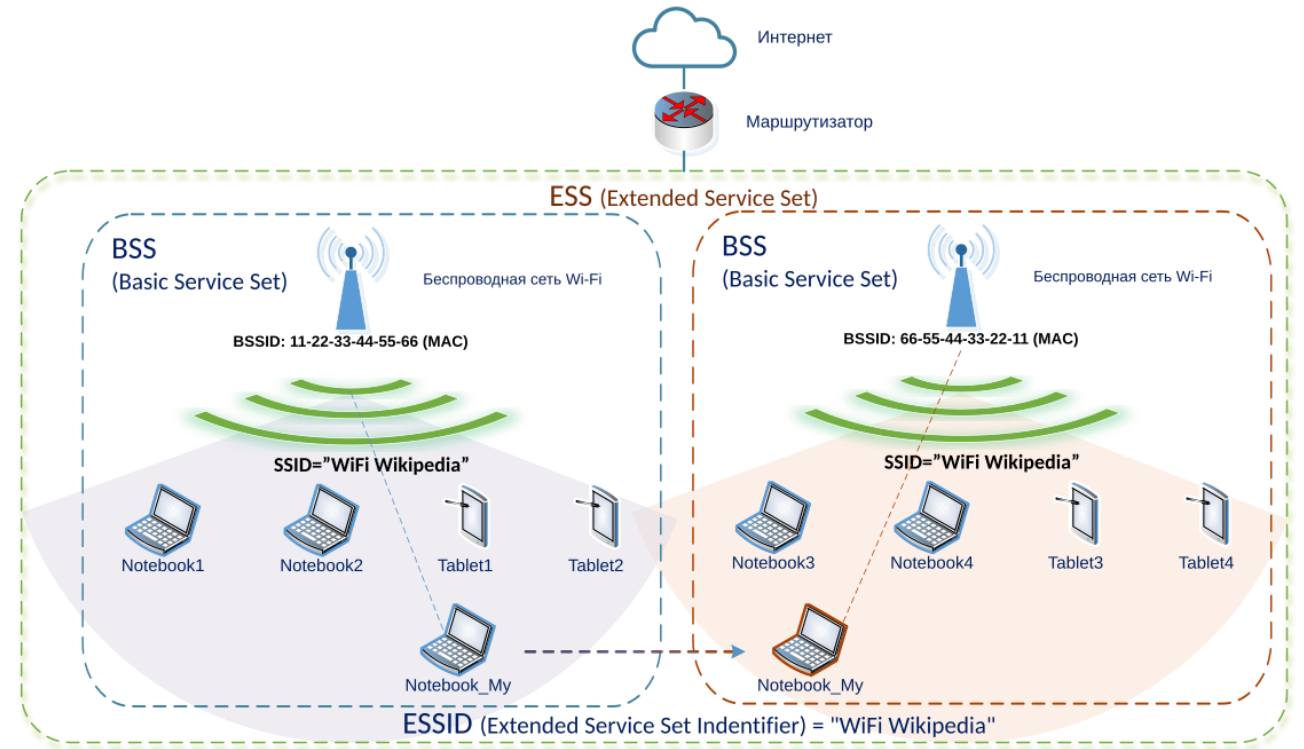 Интернет
Маршрутизатор
ESS (Extended Service Set)
BSS
(Basic Service Set)
Беспроводная сеть Wi-Fi
BSSID: 11-22-33-44-55-66 (MAC)
SSID=”WiFi Wikipedia”
Notebook1
Notebook2
Tablet1
Tablet2
Notebook_My
BSS
(Basic Service Set)
Беспроводная сеть Wi-Fi
BSSID: 66-55-44-33-22-11 (MAC)
SSID=”WiFi Wikipedia”
Notebook3
Notebook4
Tablet3
Tablet4
Notebook_My
ESSID (Extended Service Set Indentifier) = "WiFi Wikipedia"